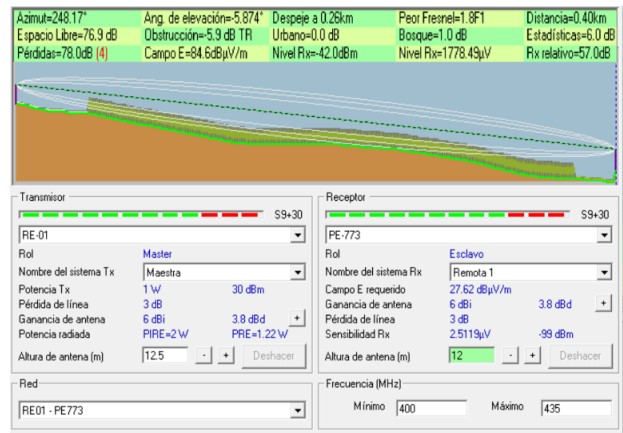 Azimut=248.17° Ang. de elevación=-5.874° Despeje a 0.26km Peor Fresnel=1.8F1 Distancia=0.40km
Espacio Libre=76.9 dB Obstrucción=-5.9 dB TR Urbano=0.0 dB Bosque=1.0 dB Estadísticas=6.0 dB
Pérdidas=78.0dB (4) Campo E=84.6dBµV/m Nivel Rx=-42.0dBm Nivel Rx=1778.49µV Rx relativo=57.0dB
Transmisor Receptor
S9+30 S9+30
RE-01 PE-773
Rol Master Rol Esclavo
Nombre del sistema Tx Maestra Nombre del sistema Rx Remota 1
Potencia Tx 1 W 30 dBm Campo E requerido 27.62 dBµV/m
Pérdida de línea 3 dB Ganancia de antena 6 dBi 3.8 dBd +
Ganancia de antena 6 dBi 3.8 dBd + Pérdida de línea 3 dB
Potencia radiada PIRE=2 W PRE=1.22 W Sensibilidad Rx 2.5119µV -99 dBm
Altura de antena (m) 12.5 - + Deshacer Altura de antena (m) 12 - + Deshacer
Red Frecuencia (MHz)
RE01 - PE773 Mínimo 400 Máximo 435